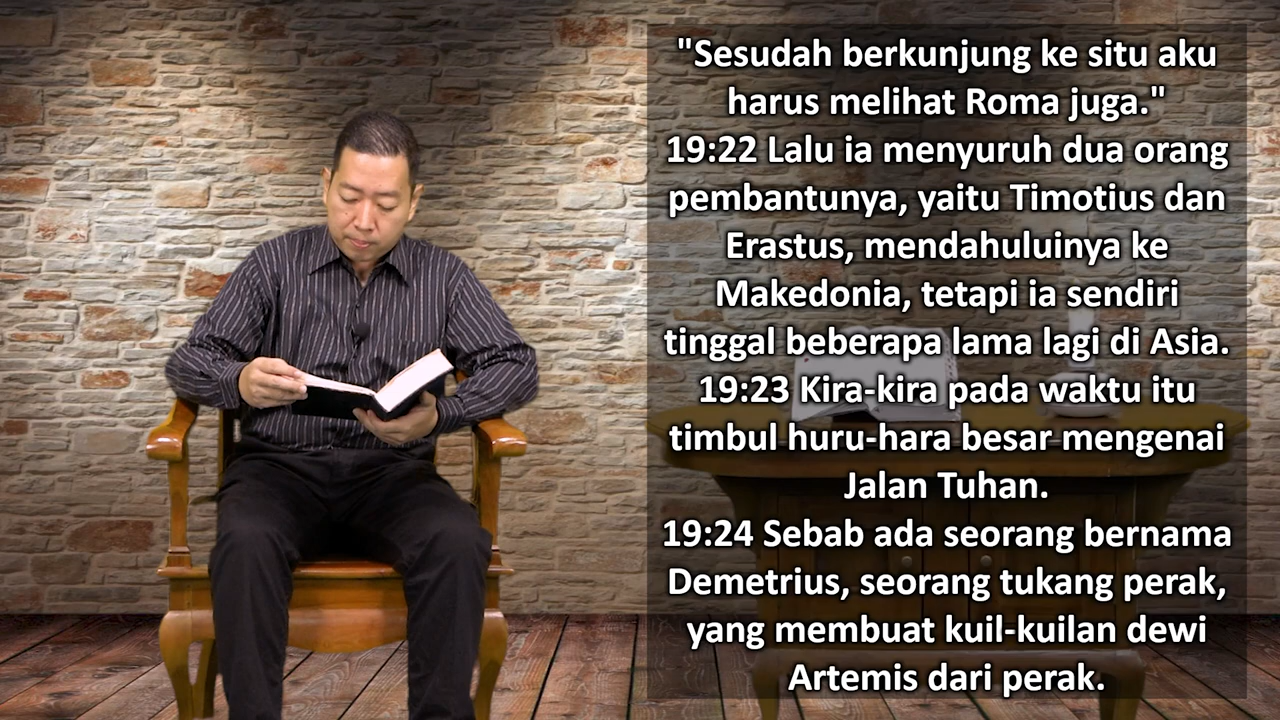 "Sesudah berkunjung ke situ aku
harus melihat Roma juga."
19:22 Lalu ia menyuruh dua orang
pembantunya, yaitu Timotius dan
Erastus, mendahuluinya ke
Makedonia, tetapi ia sendiri
tinggal beberapa lama lagi di Asia.
19:23 Kira-kira pada waktu itu
timbul huru-hara besar mengenai
Jalan Tuhan.
19:24 Sebab ada seorang bernama
Demetrius, seorang tukang perak,
yang membuat kuil-kuilan dewi
Artemis dari perak.